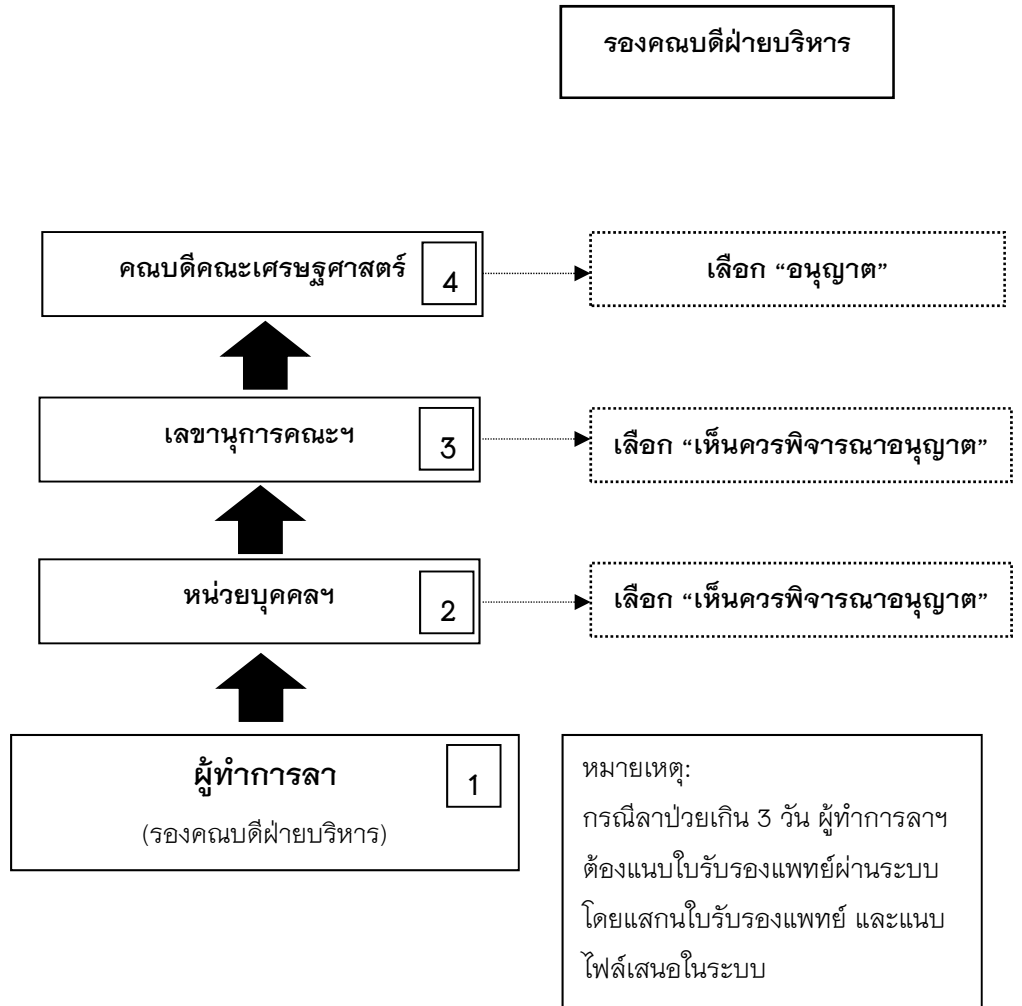 รองคณบดีฝ่ายบริหาร
คณบดีคณะเศรษฐศาสตร์ 4
เลือก “อนุญาต”
เลขานุการคณะฯ 3
เลือก “เห็นควรพิจารณาอนุญาต”
หน่วยบุคคลฯ 2
เลือก “เห็นควรพิจารณาอนุญาต”
ผู้ทำการลา 1
(รองคณบดีฝ่ายบริหาร)
หมายเหตุ:
กรณีลาป่วยเกิน 3 วัน ผู้ทำการลาฯ
ต้องแนบใบรับรองแพทย์ผ่านระบบ
โดยแสกนใบรับรองแพทย์ และแนบ
ไฟล์เสนอในระบบ